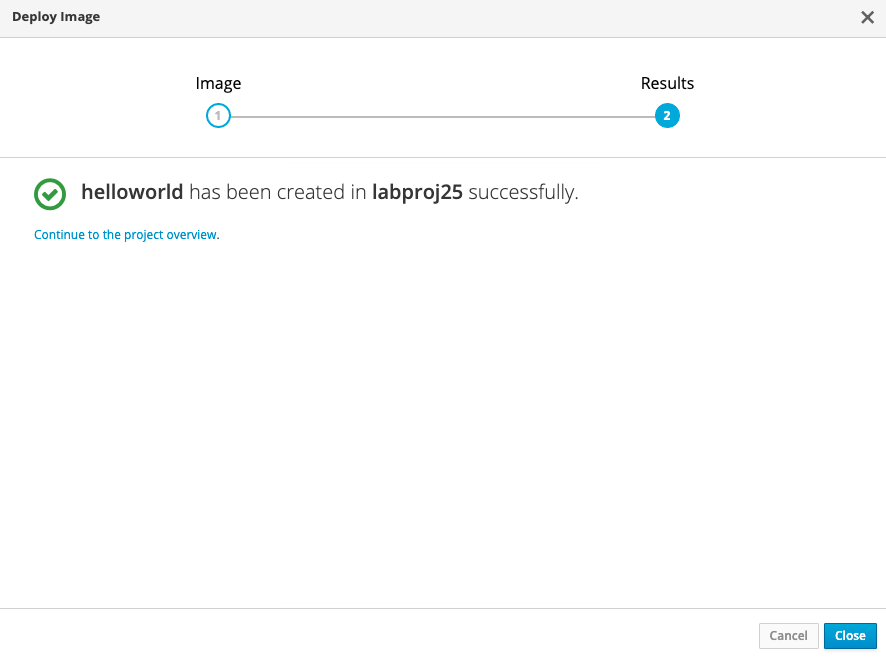 Deploy Image
Image
Results
1
2
helloworld has been created in labproj25 successfully.
Continue to the project overview.
Cancel
Close